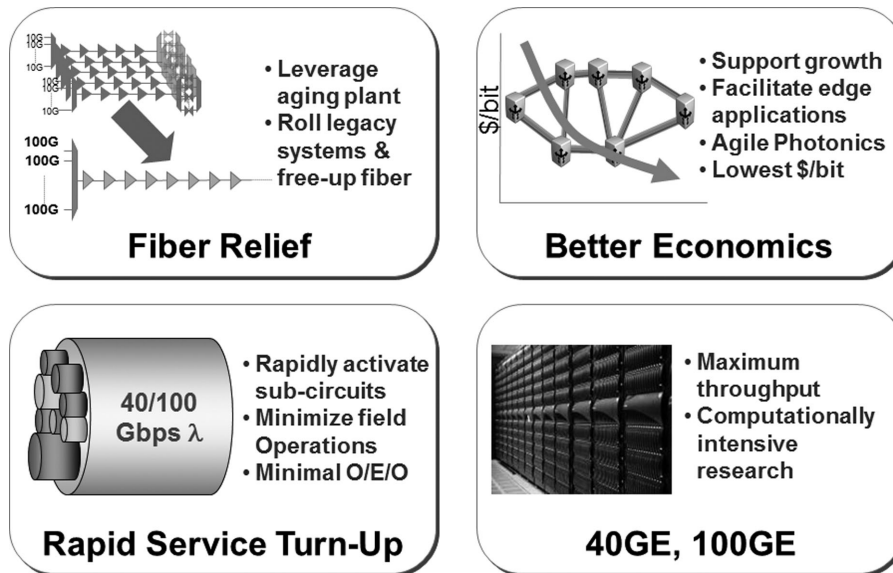 10G
10G
10G
10G
10G
100G
100G
100G
• Leverage
aging plant
• Roll legacy
systems &
free-up fiber
Fiber Relief
$/bit
• Support growth
• Facilitate edge
applications
• Agile Photonics
• Lowest $/bit
Better Economics
40/100
Gbps λ
• Rapidly activate
sub-circuits
• Minimize field
Operations
• Minimal O/E/O
Rapid Service Turn-Up
• Maximum
throughput
• Computationally
intensive
research
40GE, 100GE